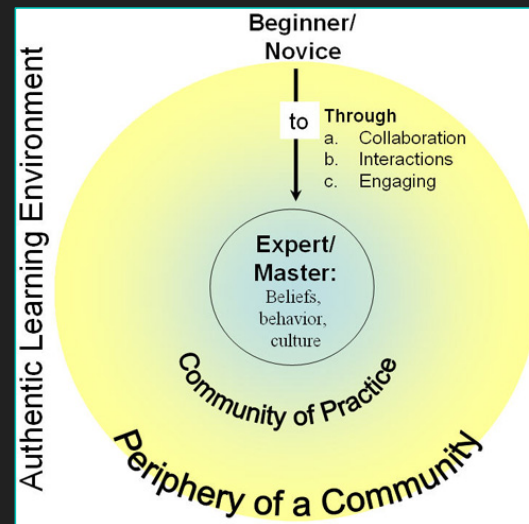 Beginner/
Novice
to
Through
a. Collaboration
b. Interactions
c. Engaging
Expert/
Master:
Beliefs,
behavior,
culture
Community of Practice
Periphery of a Community
Authentic Learning Environment